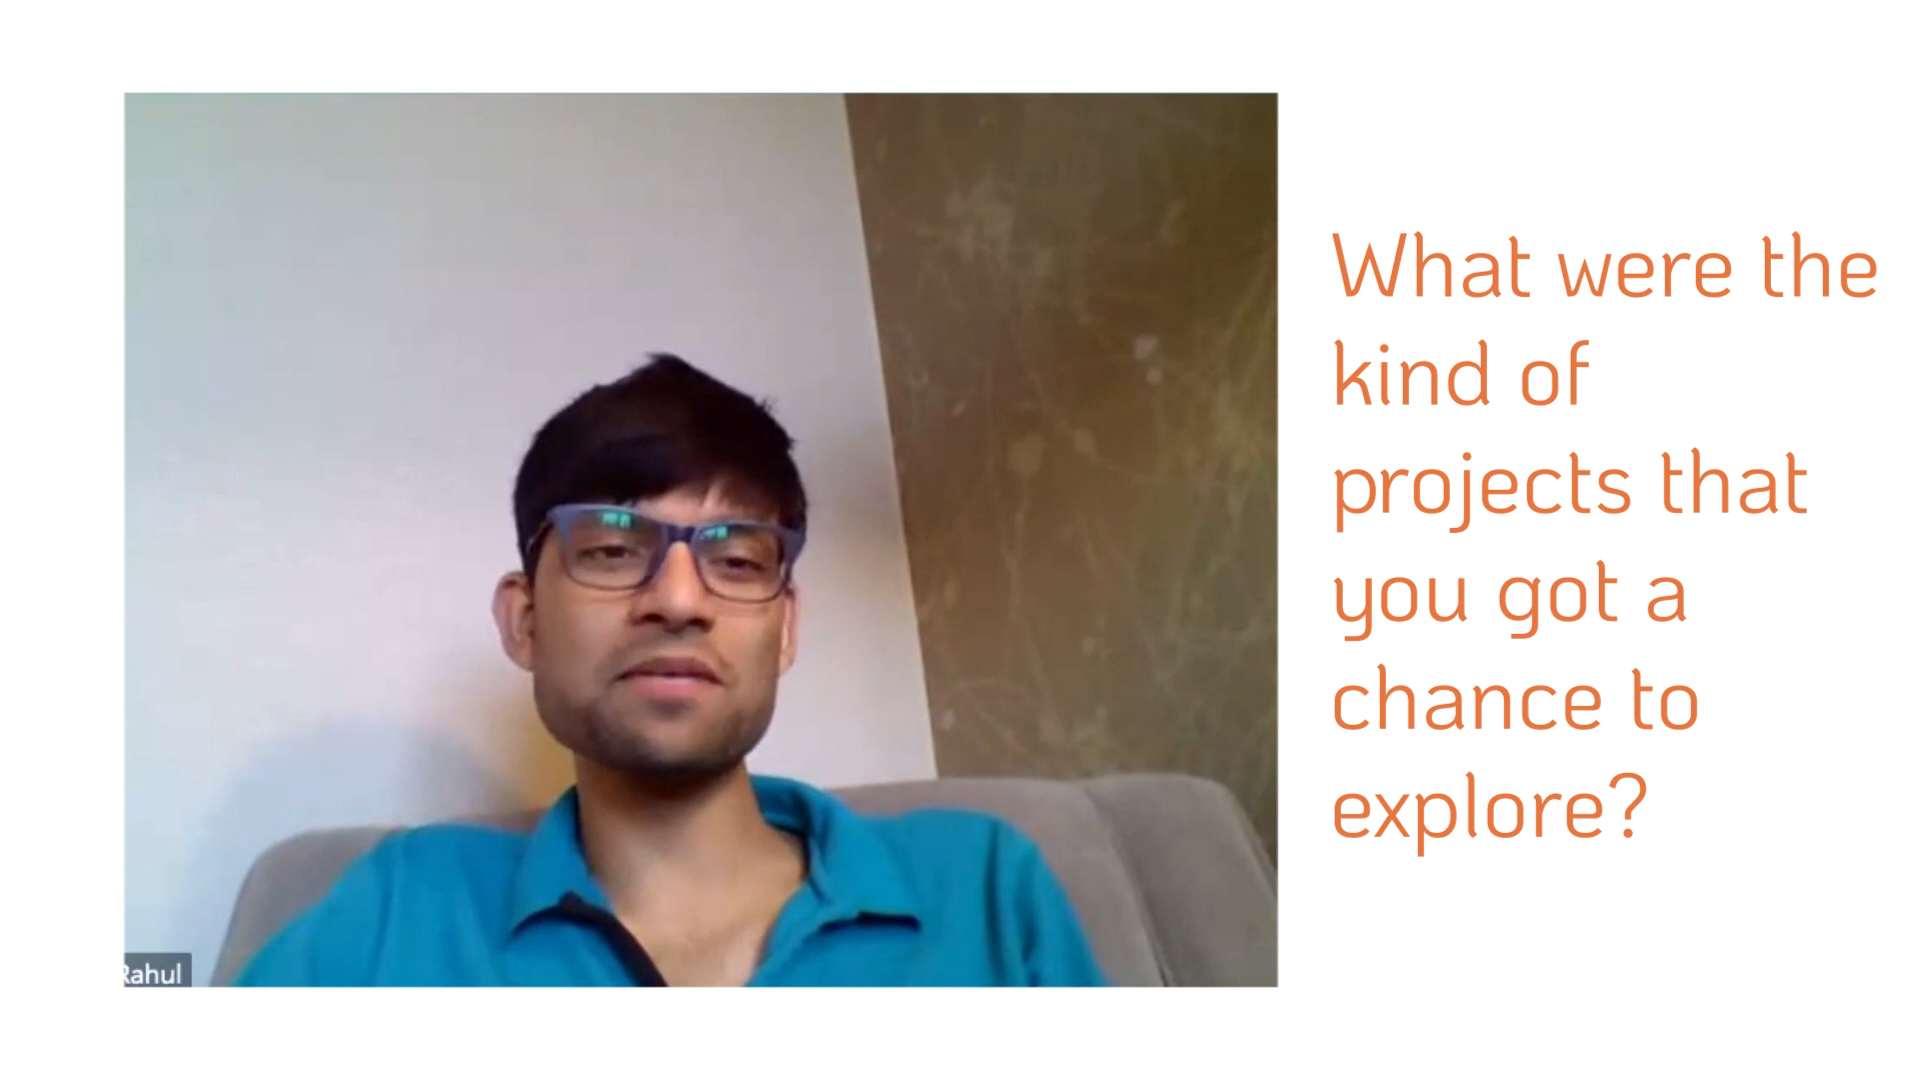 What were the
kind of
projects that
you got a
chance to
explore?
Rahul